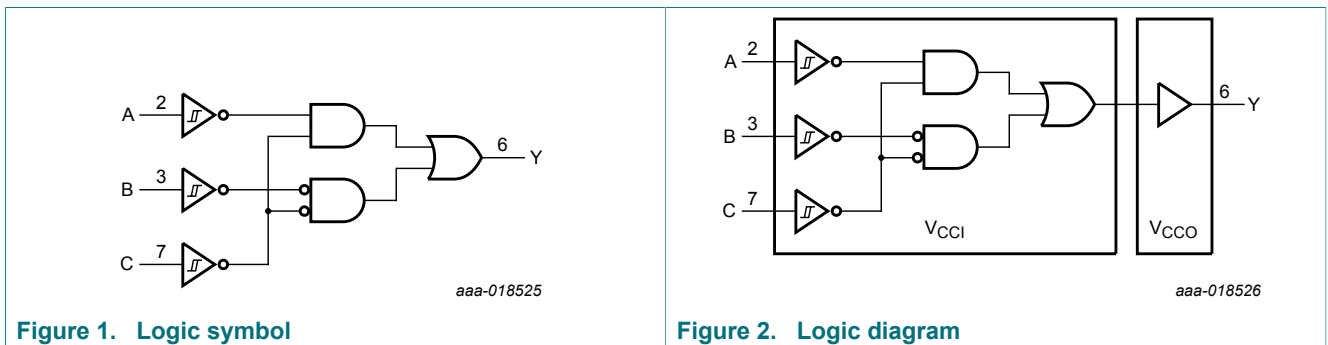 A 2
B 3
C 7
6 Y
aaa-018525
Figure 1. Logic symbol
A 2
B 3
C 7
VCCI
VCCO
6 Y
aaa-018526
Figure 2. Logic diagram